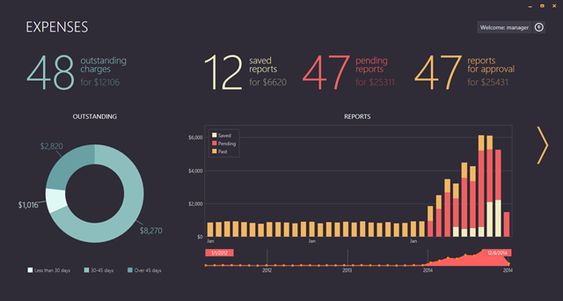 EXPENSES
Welcome: manager
48 outstanding
charges
for $12106
12 saved
reports
for $6620
47 pending
reports
for $25311
47 reports
for approval
for $25431
OUTSTANDING
$2,820
$1,016
$8,270
Less than 30 days
30-45 days
Over 45 days
REPORTS
Saved
Pending
Past
$6,000
$4,000
$2,000
$0
Jan
Jan
Jan
1/1/2012
12/6/2014
2012
2013
2014
2014